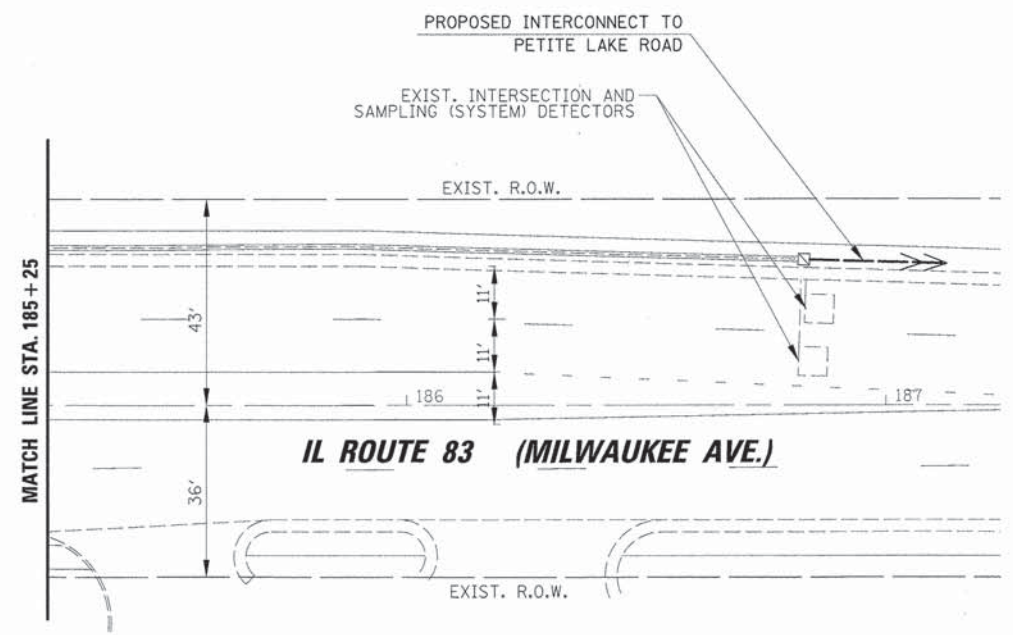 PROPOSED INTERCONNECT TO
PETITE LAKE ROAD
EXIST. INTERSECTION AND
SAMPLING (SYSTEM) DETECTORS
EXIST. R.O.W.
MATCH LINE STA. 185+25
43'
11'
11'
11'
186
187
IL ROUTE 83 (MILWAUKEE AVE.)
36'
EXIST. R.O.W.